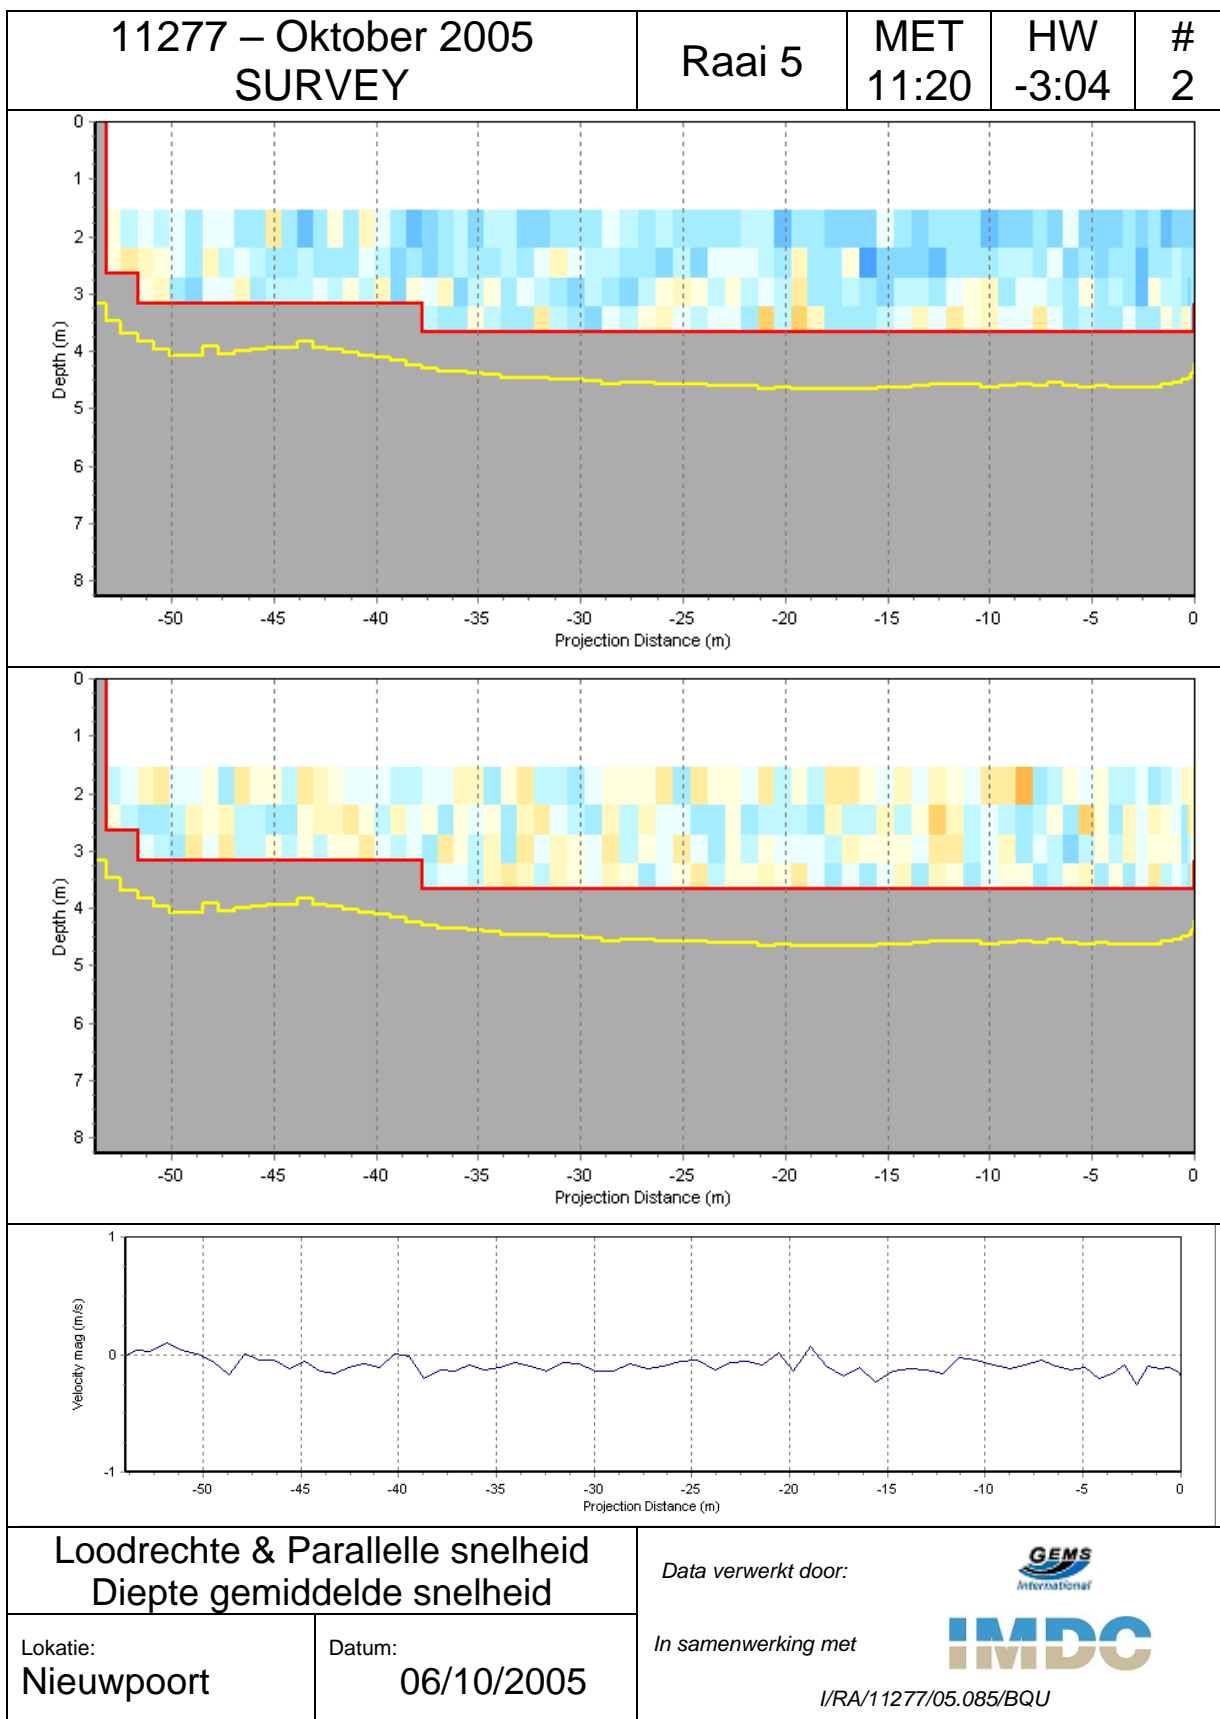 11277 – Oktober 2005
SURVEY
Raai 5
MET
11:20
HW
-3:04
#
2
0
1
2
3
4
5
6
7
8
Depth (m)
-50 -45 -40 -35 -30 -25 -20 -15 -10 -5 0
Projection Distance (m)
0
1
2
3
4
5
6
7
8
Depth (m)
-50 -45 -40 -35 -30 -25 -20 -15 -10 -5 0
Projection Distance (m)
1
0
-1
Velocity mag (m/s)
-50 -45 -40 -35 -30 -25 -20 -15 -10 -5 0
Projection Distance (m)
Loodrechte & Parallelle snelheid
Diepte gemiddelde snelheid
Lokatie:
Nieuwpoort
Datum:
06/10/2005
Data verwerkt door:
GEMS
International
In samenwerking met
IMDC
I/RA/11277/05.085/BQU